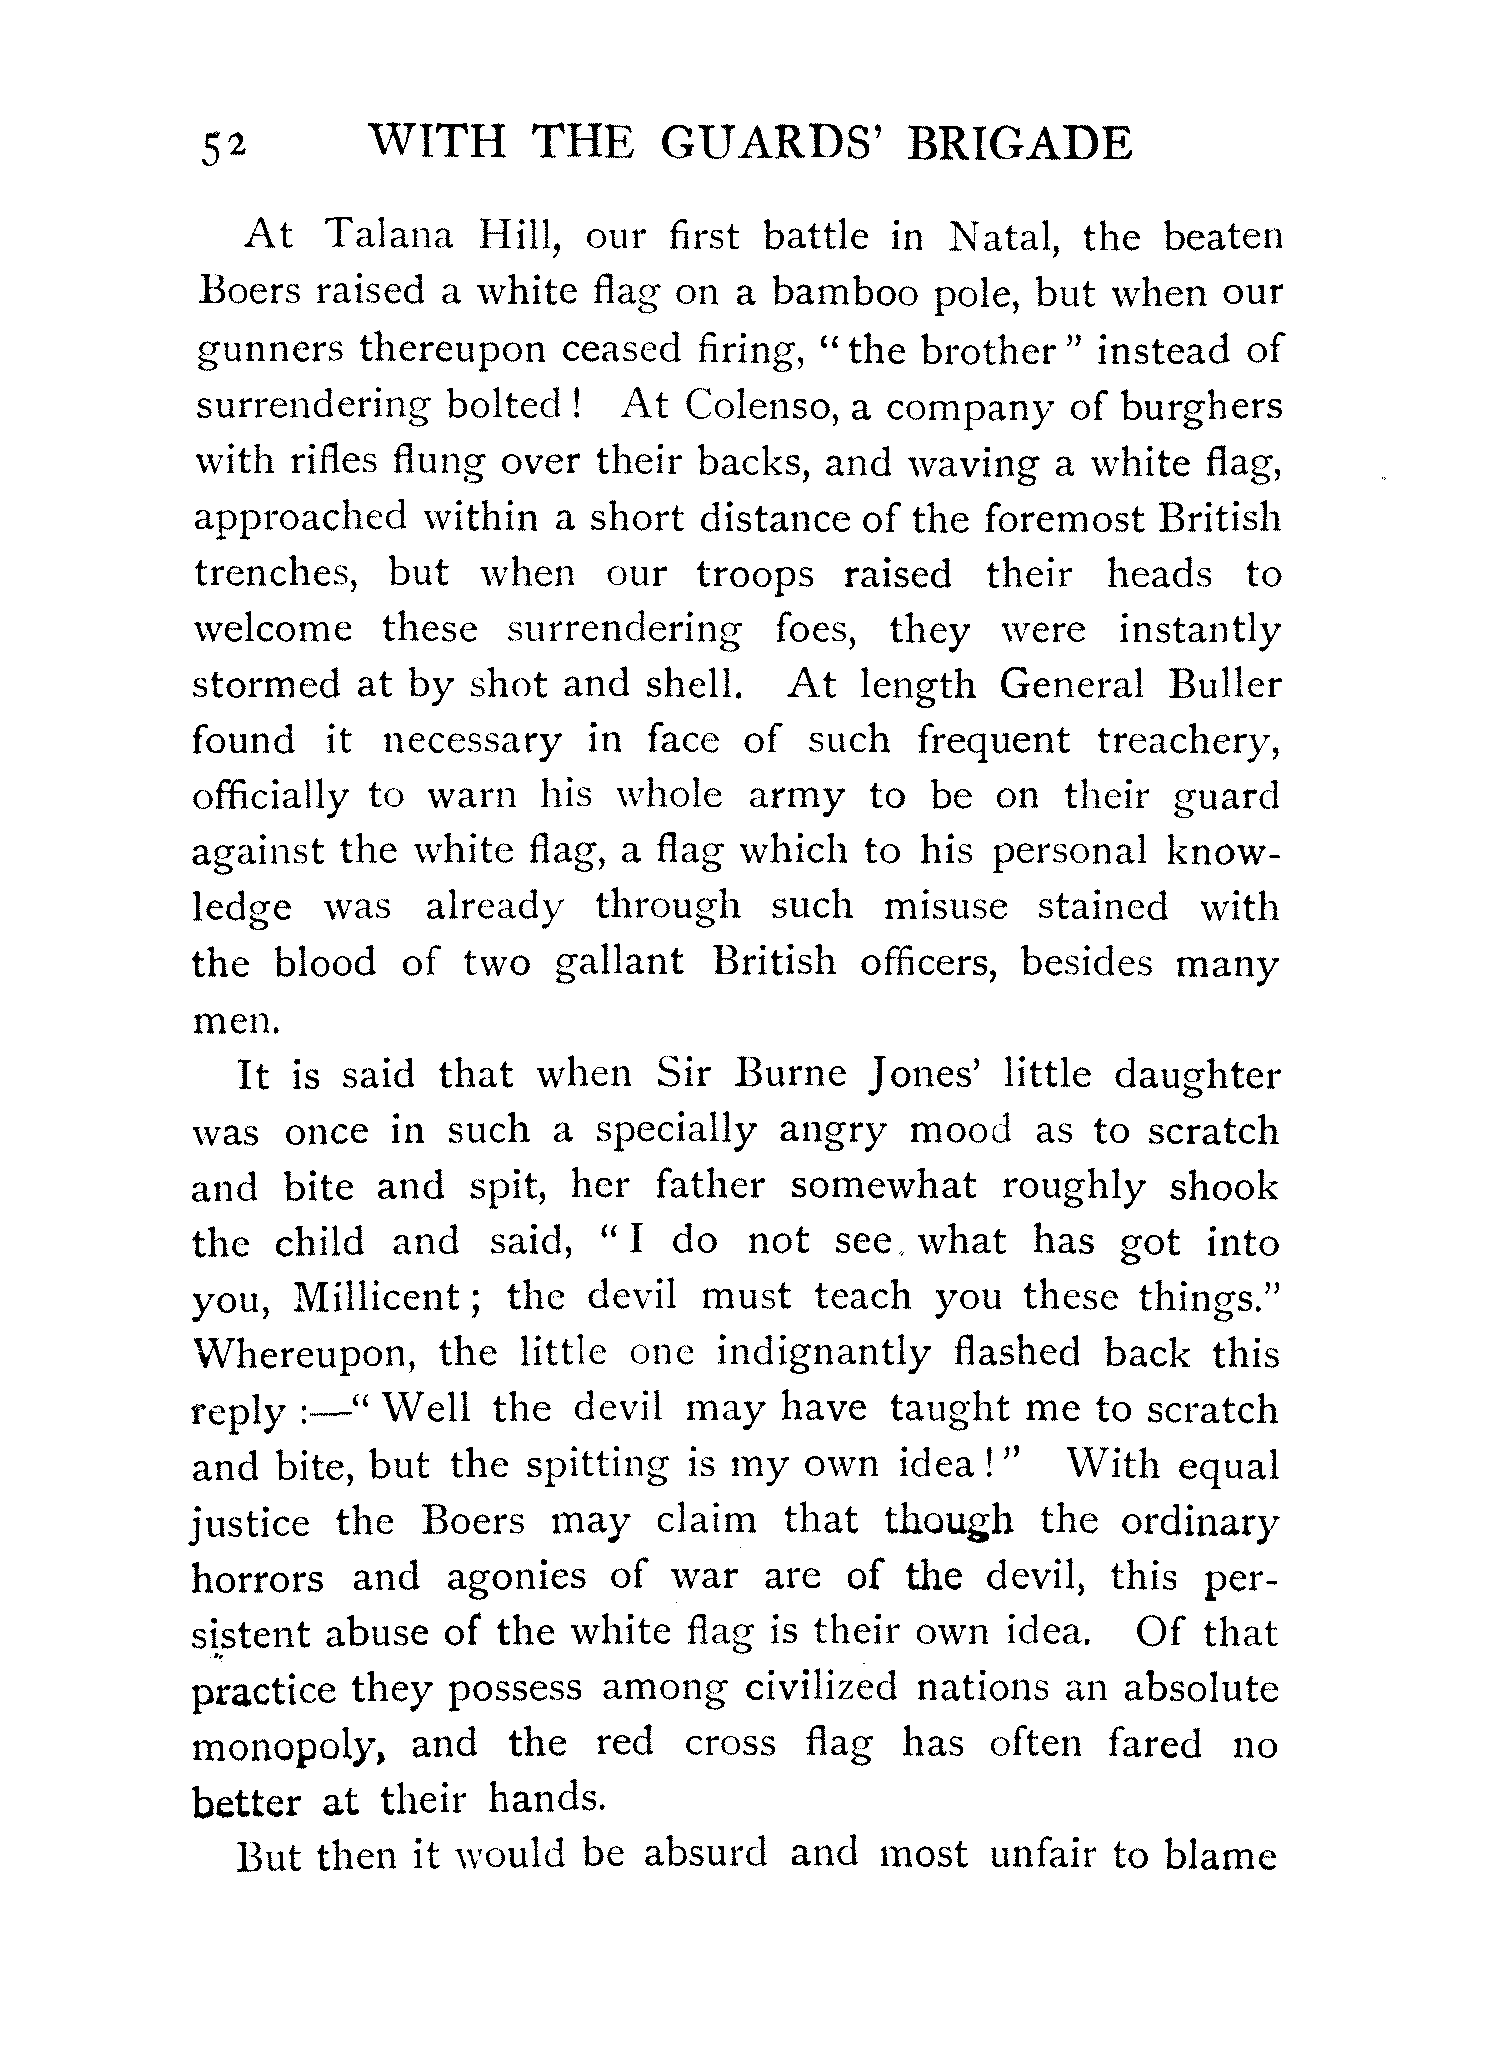 52 WITH THE GUARDS' BRIGADE
At Talana Hill, our first battle in Natal, the beaten
Boers raised a white flag on a bamboo pole, but when our
gunners thereupon ceased firing, "the brother" instead of
surrendering bolted! At Colenso, a company of burghers
with rifles flung over their backs, and waving a white flag,
approached within a short distance of the foremost British
trenches, but when our troops raised their heads to
welcome these surrendering foes, they were instantly
stormed at by shot and shell. At length General Buller
found it necessary in face of such frequent treachery,
officially to warn his whole army to be on their guard
against the white flag, a flag which to his personal know-
ledge was already through such misuse stained with
the blood of two gallant British officers, besides many
men.
It is said that when Sir Burne Jones' little daughter
was once in such a specially angry mood as to scratch
and bite and spit, her father somewhat roughly shook
the child and said, "I do not see what has got into
you, Millicent; the devil must teach you these things."
Whereupon, the little one indignantly flashed back this
reply:—"Well the devil may have taught me to scratch
and bite, but the spitting is my own idea!" With equal
justice the Boers may claim that though the ordinary
horrors and agonies of war are of the devil, this per-
sistent abuse of the white flag is their own idea. Of that
practice they possess among civilized nations an absolute
monopoly, and the red cross flag has often fared no
better at their hands.
But then it would be absurd and most unfair to blame